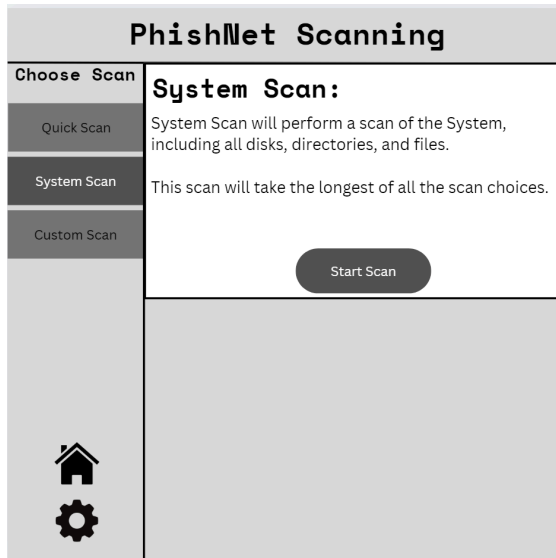 PhishNet Scanning
Choose Scan
Quick Scan
System Scan
Custom Scan
System Scan:
System Scan will perform a scan of the System,
including all disks, directories, and files.
This scan will take the longest of all the scan choices.
Start Scan